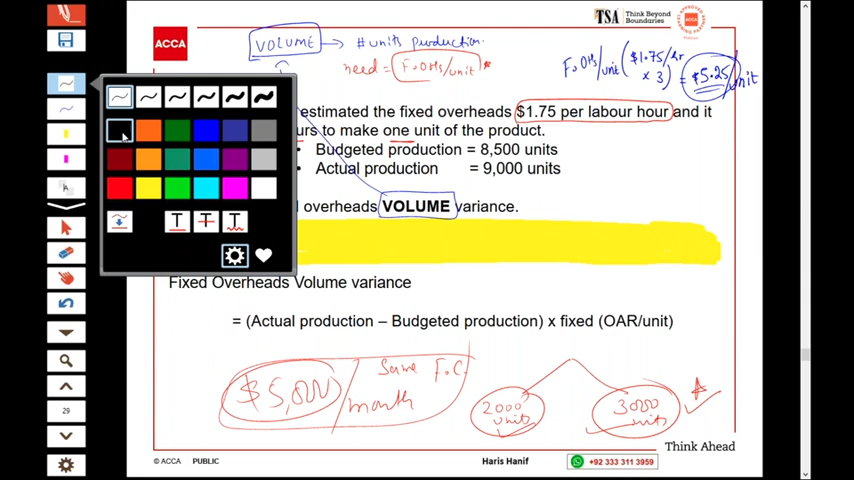 TSA Think Beyond Boundaries
ACCA
VOLUME → # units production.
need = F.OHs/unit
F.OHs/unit ($1.75/hr x 3) = $5.25/unit
estimated the fixed overheads $1.75 per labour hour and it
urs to make one unit of the product.
• Budgeted production = 8,500 units
• Actual production = 9,000 units
overheads VOLUME variance.
Fixed Overheads Volume variance
= (Actual production – Budgeted production) x fixed (OAR/unit)
$5,000/month Same F.C.
2000 units
3000 units
29
Think Ahead
© ACCA PUBLIC
Haris Hanif
+92 333 311 3959